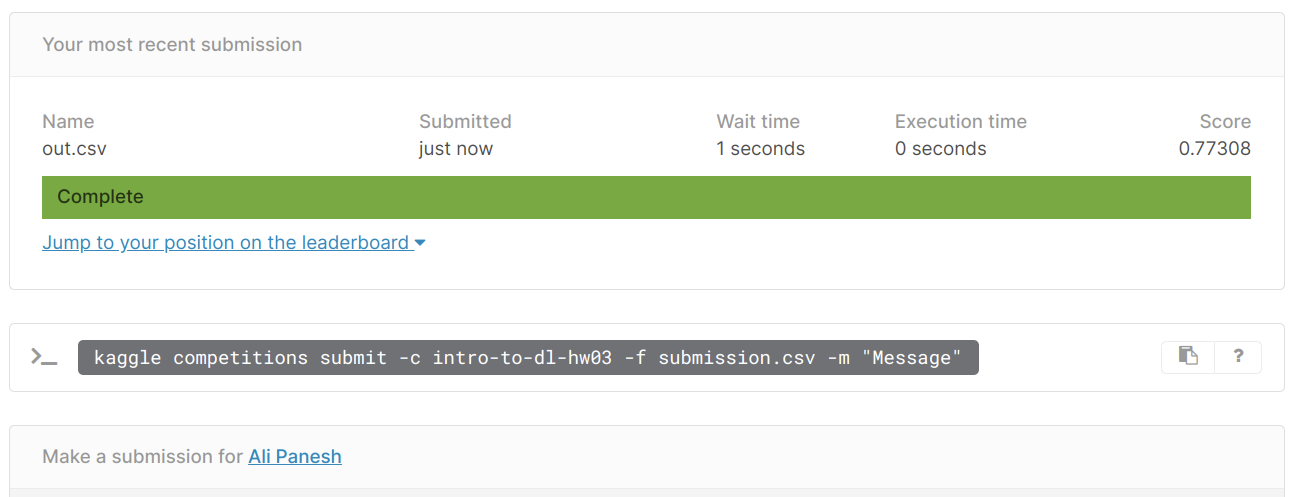 Your most recent submission
Name Submitted Wait time Execution time Score
out.csv just now 1 seconds 0 seconds 0.77308
Complete
Jump to your position on the leaderboard
kaggle competitions submit -c intro-to-dl-hw03 -f submission.csv -m "Message"
?
Make a submission for Ali Panesh